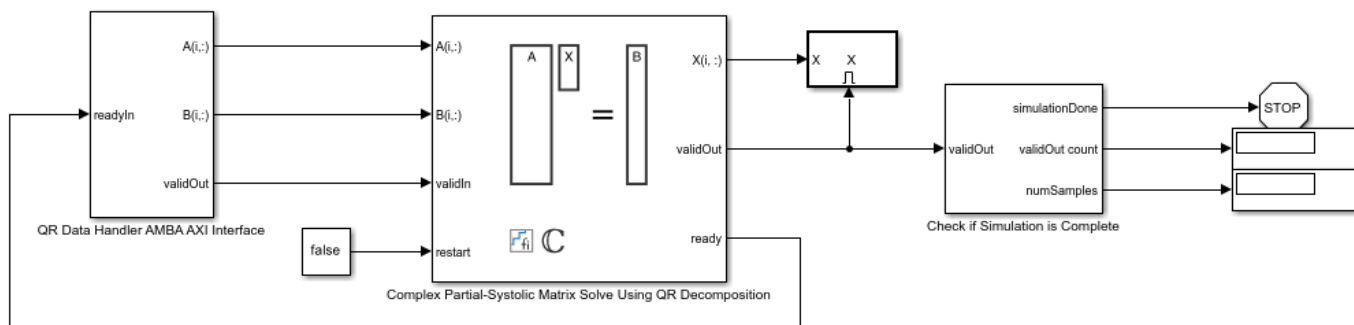 A(i,:)
readyIn
B(i,:)
validOut
QR Data Handler AMBA AXI Interface
false
A(i,:)
B(i,:)
validIn
restart
A
X
=
B
fi ℂ
X(i, :)
validOut
ready
Complex Partial-Systolic Matrix Solve Using QR Decomposition
X X
validOut
simulationDone
validOut count
numSamples
Check if Simulation is Complete
STOP